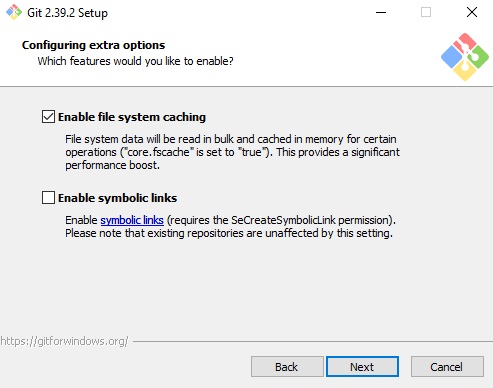 Git 2.39.2 Setup
Configuring extra options
Which features would you like to enable?
Enable file system caching
File system data will be read in bulk and cached in memory for certain
operations ("core.fscache" is set to "true"). This provides a significant
performance boost.
Enable symbolic links
Enable symbolic links (requires the SeCreateSymbolicLink permission).
Please note that existing repositories are unaffected by this setting.
https://gitforwindows.org/
Back
Next
Cancel